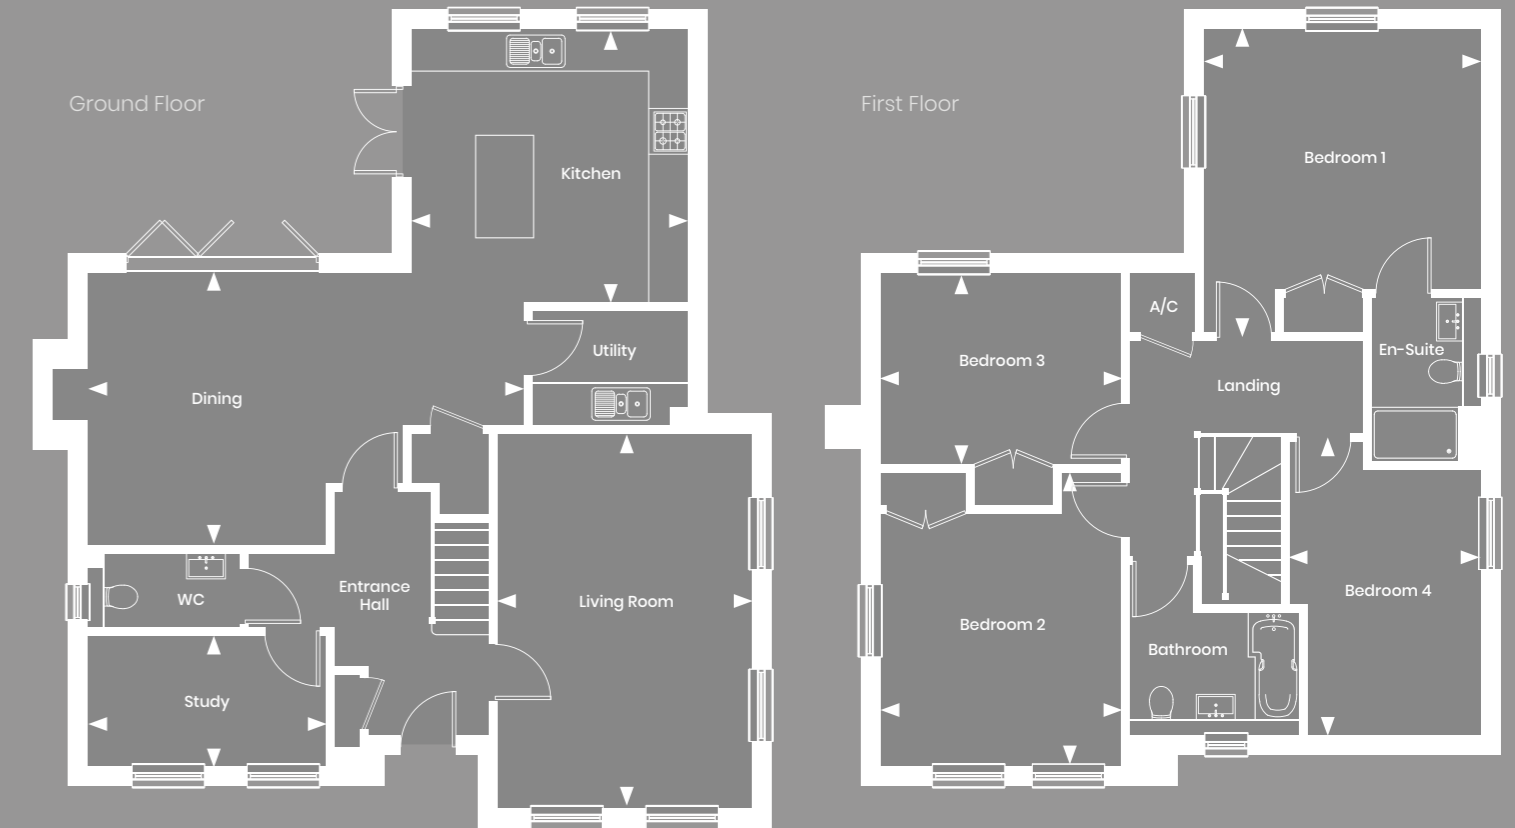 Ground Floor
Kitchen
Utility
Dining
Entrance
Hall
WC
Living Room
Study
First Floor
Bedroom 1
A/C
En-Suite
Bedroom 3
Landing
Bedroom 4
Bedroom 2
Bathroom